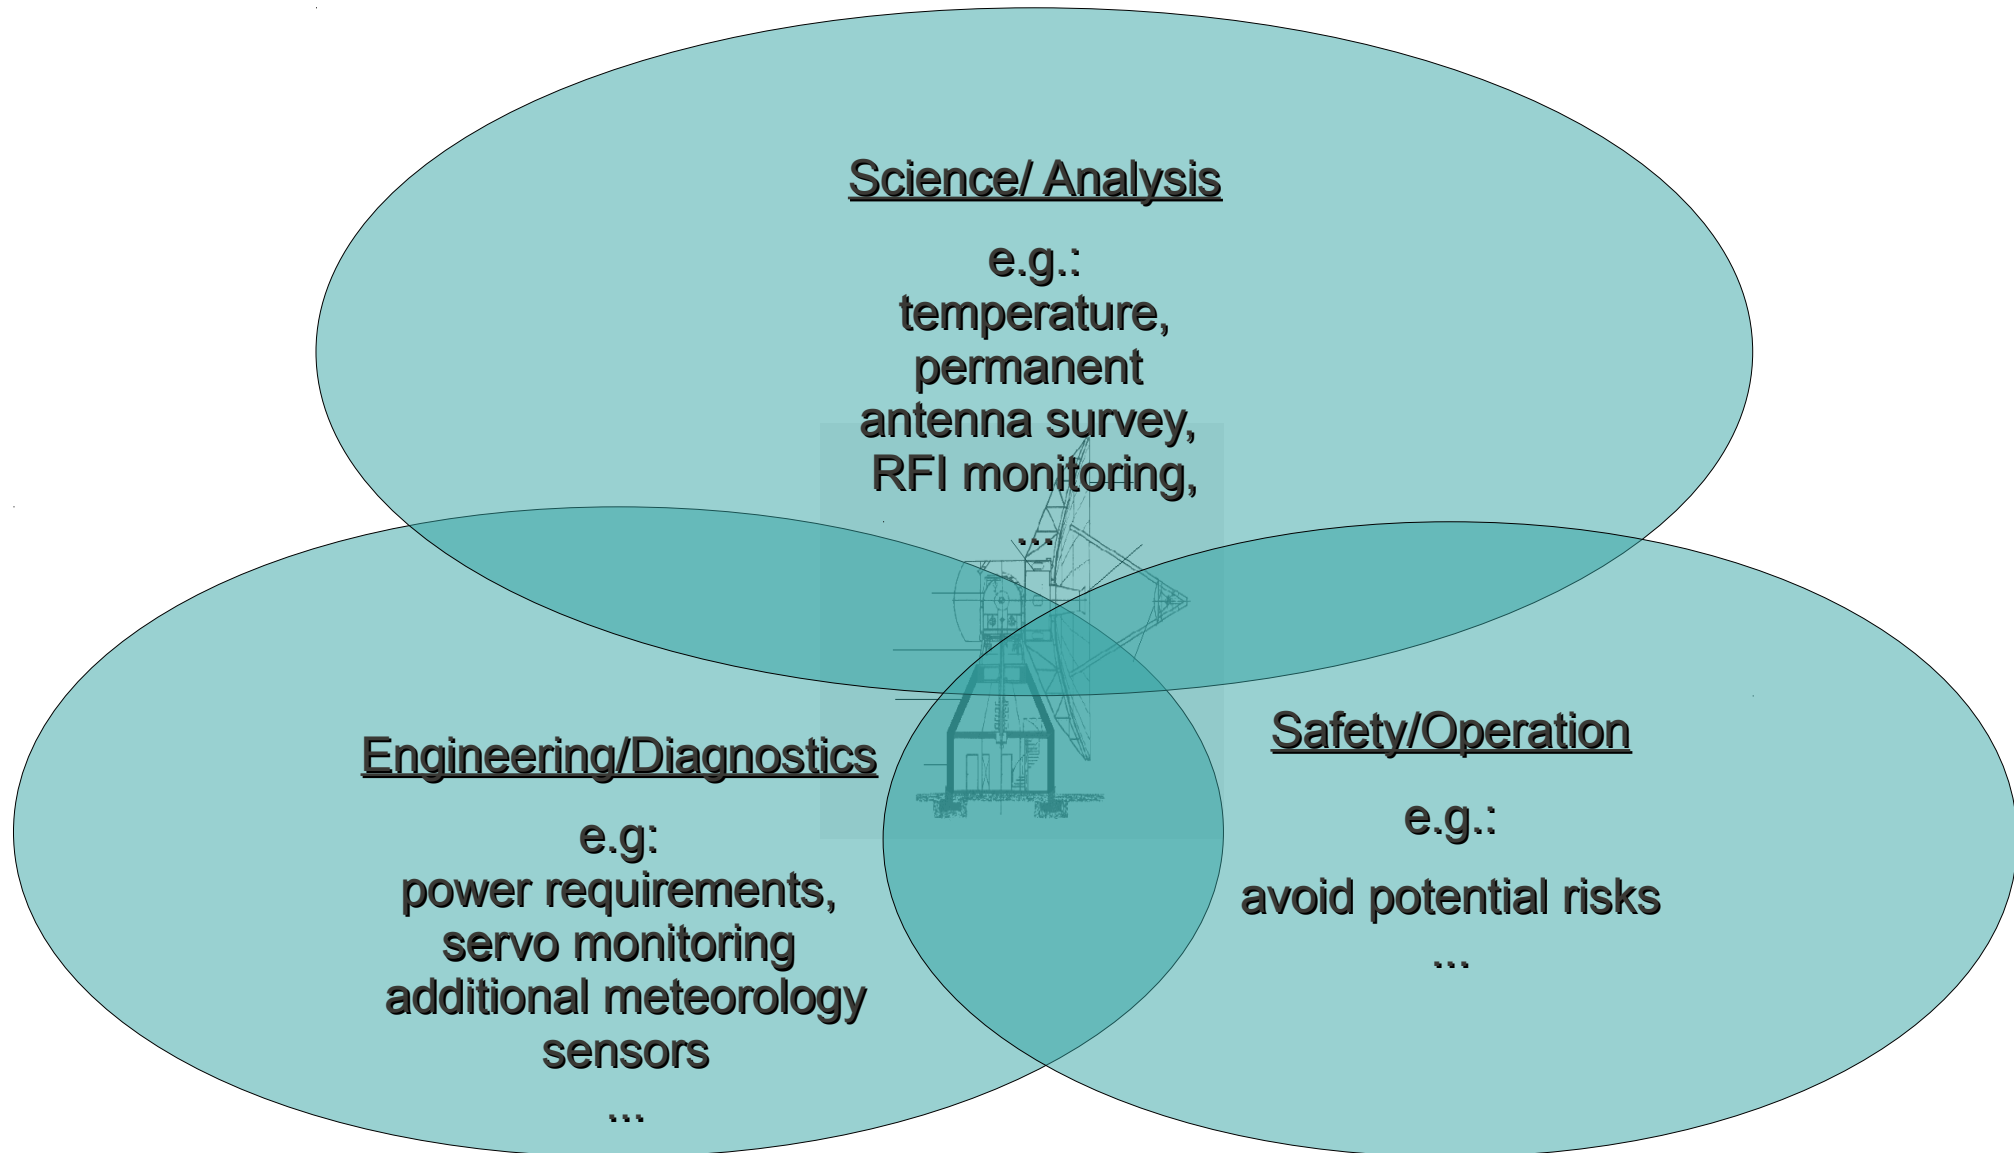 Science/ Analysis
e.g.:
temperature,
permanent
antenna survey,
RFI monitoring,
...
Engineering/Diagnostics
e.g:
power requirements,
servo monitoring
additional meteorology
sensors
...
Safety/Operation
e.g.:
avoid potential risks
...